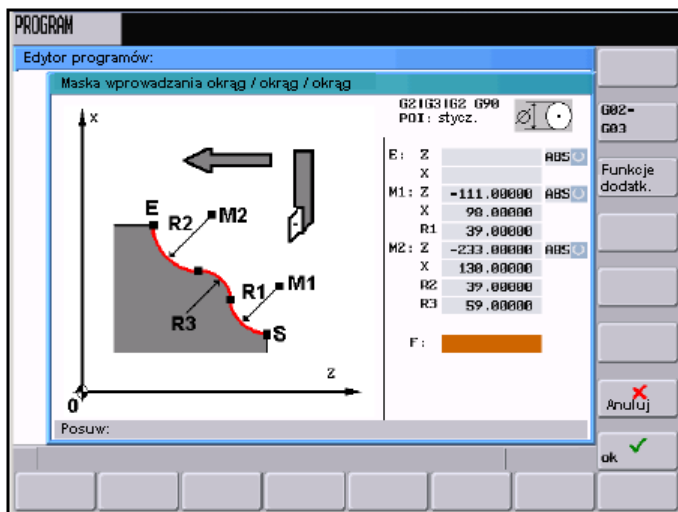 PROGRAM
Edytor programów:
Maska wprowadzania okrąg / okrąg / okrąg
G2|G3|G2 G90
POI: stycz.
G02-
G03
Funkcje
dodatk.
Anuluj
ok
x
E
R2
M2
R1
M1
R3
S
z
0
E: Z ABS
X
M1: Z -111.00000 ABS
X 90.00000
R1 39.00000
M2: Z -233.00000 ABS
X 130.00000
R2 39.00000
R3 59.00000
F:
Posuw: